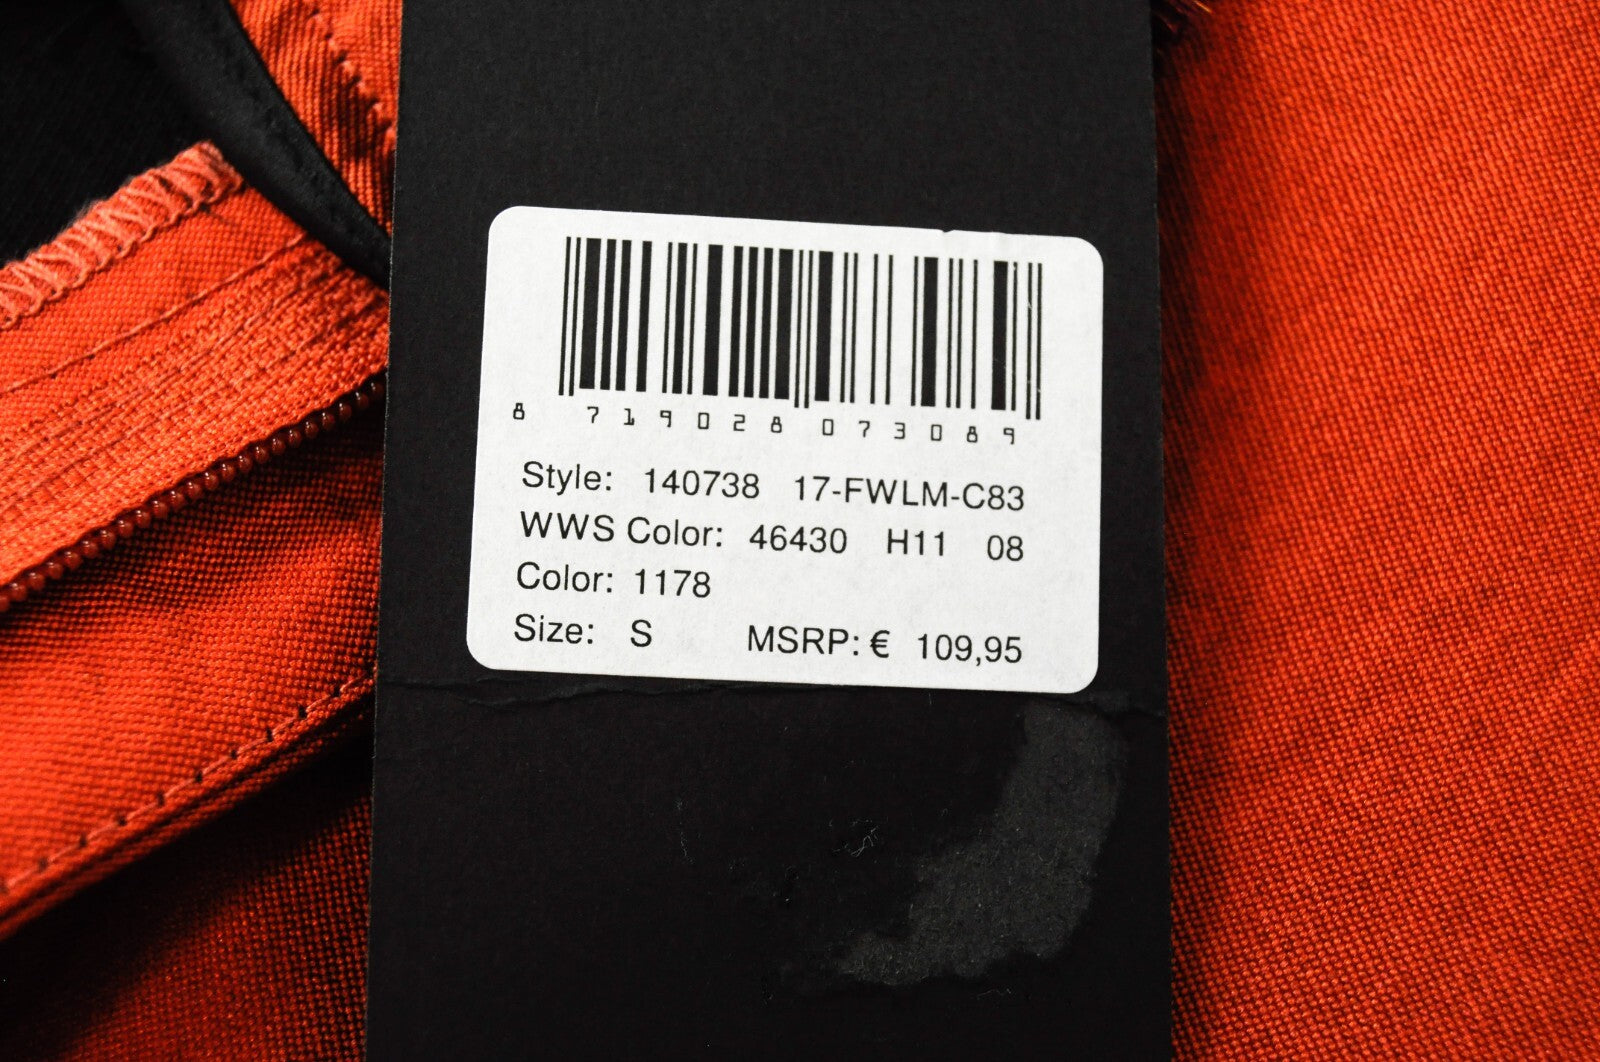 8 719028 073089
Style: 140738 17-FWLM-C83
WWS Color: 46430 H11 08
Color: 1178
Size: S MSRP: € 109,95